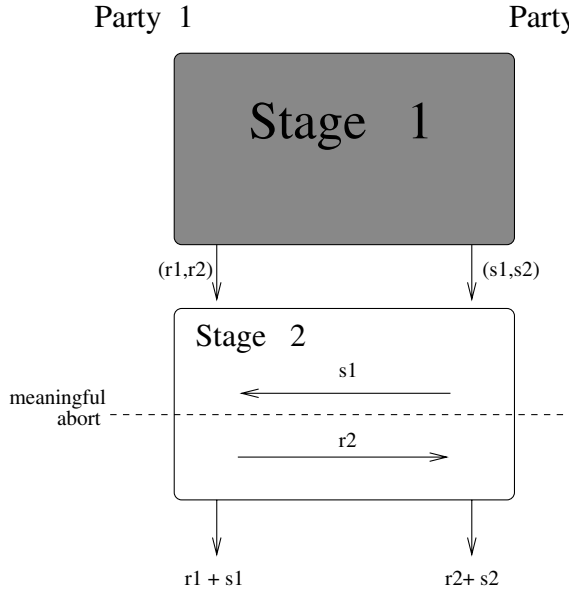 Party 1
Party
Stage 1
(r1,r2)
(s1,s2)
Stage 2
s1
meaningful
abort
r2
r1 + s1
r2+ s2